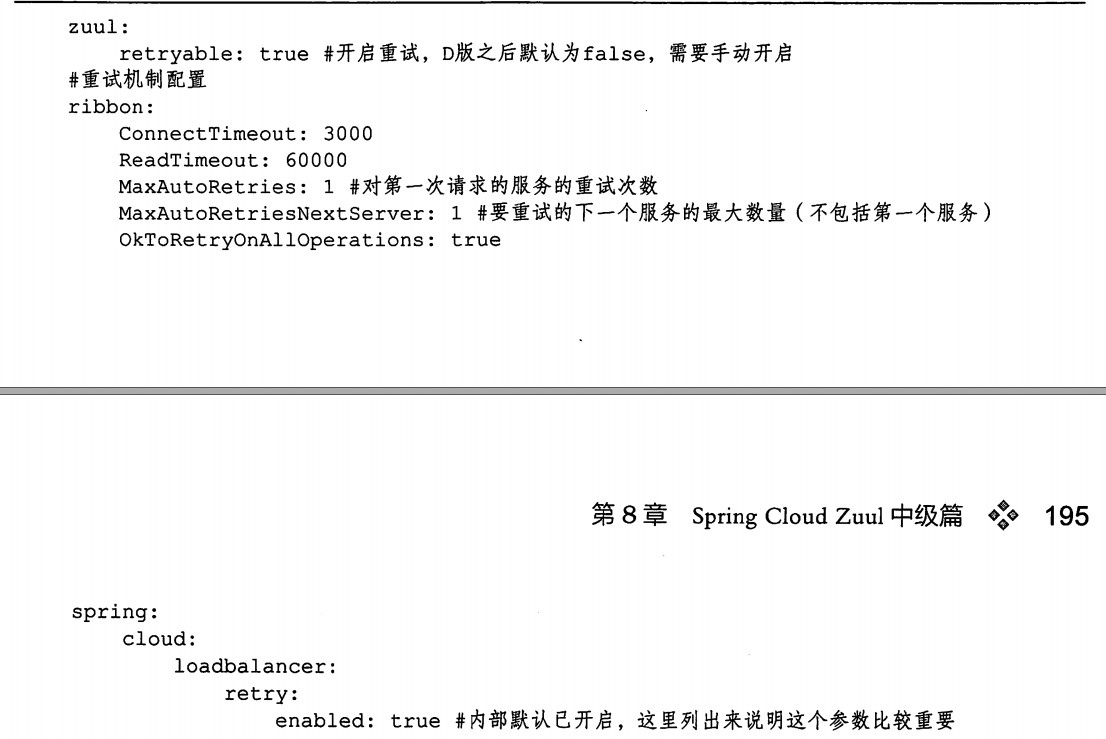 zuul:
    retryable: true #开启重试，D版之后默认为false，需要手动开启
#重试机制配置
ribbon:
    ConnectTimeout: 3000
    ReadTimeout: 60000
    MaxAutoRetries: 1 #对第一次请求的服务的重试次数
    MaxAutoRetriesNextServer: 1 #要重试的下一个服务的最大数量（不包括第一个服务）
    OkToRetryOnAllOperations: true
第8章 Spring Cloud Zuul 中级篇 195
spring:
    cloud:
        loadbalancer:
            retry:
                enabled: true #内部默认已开启，这里列出来说明这个参数比较重要